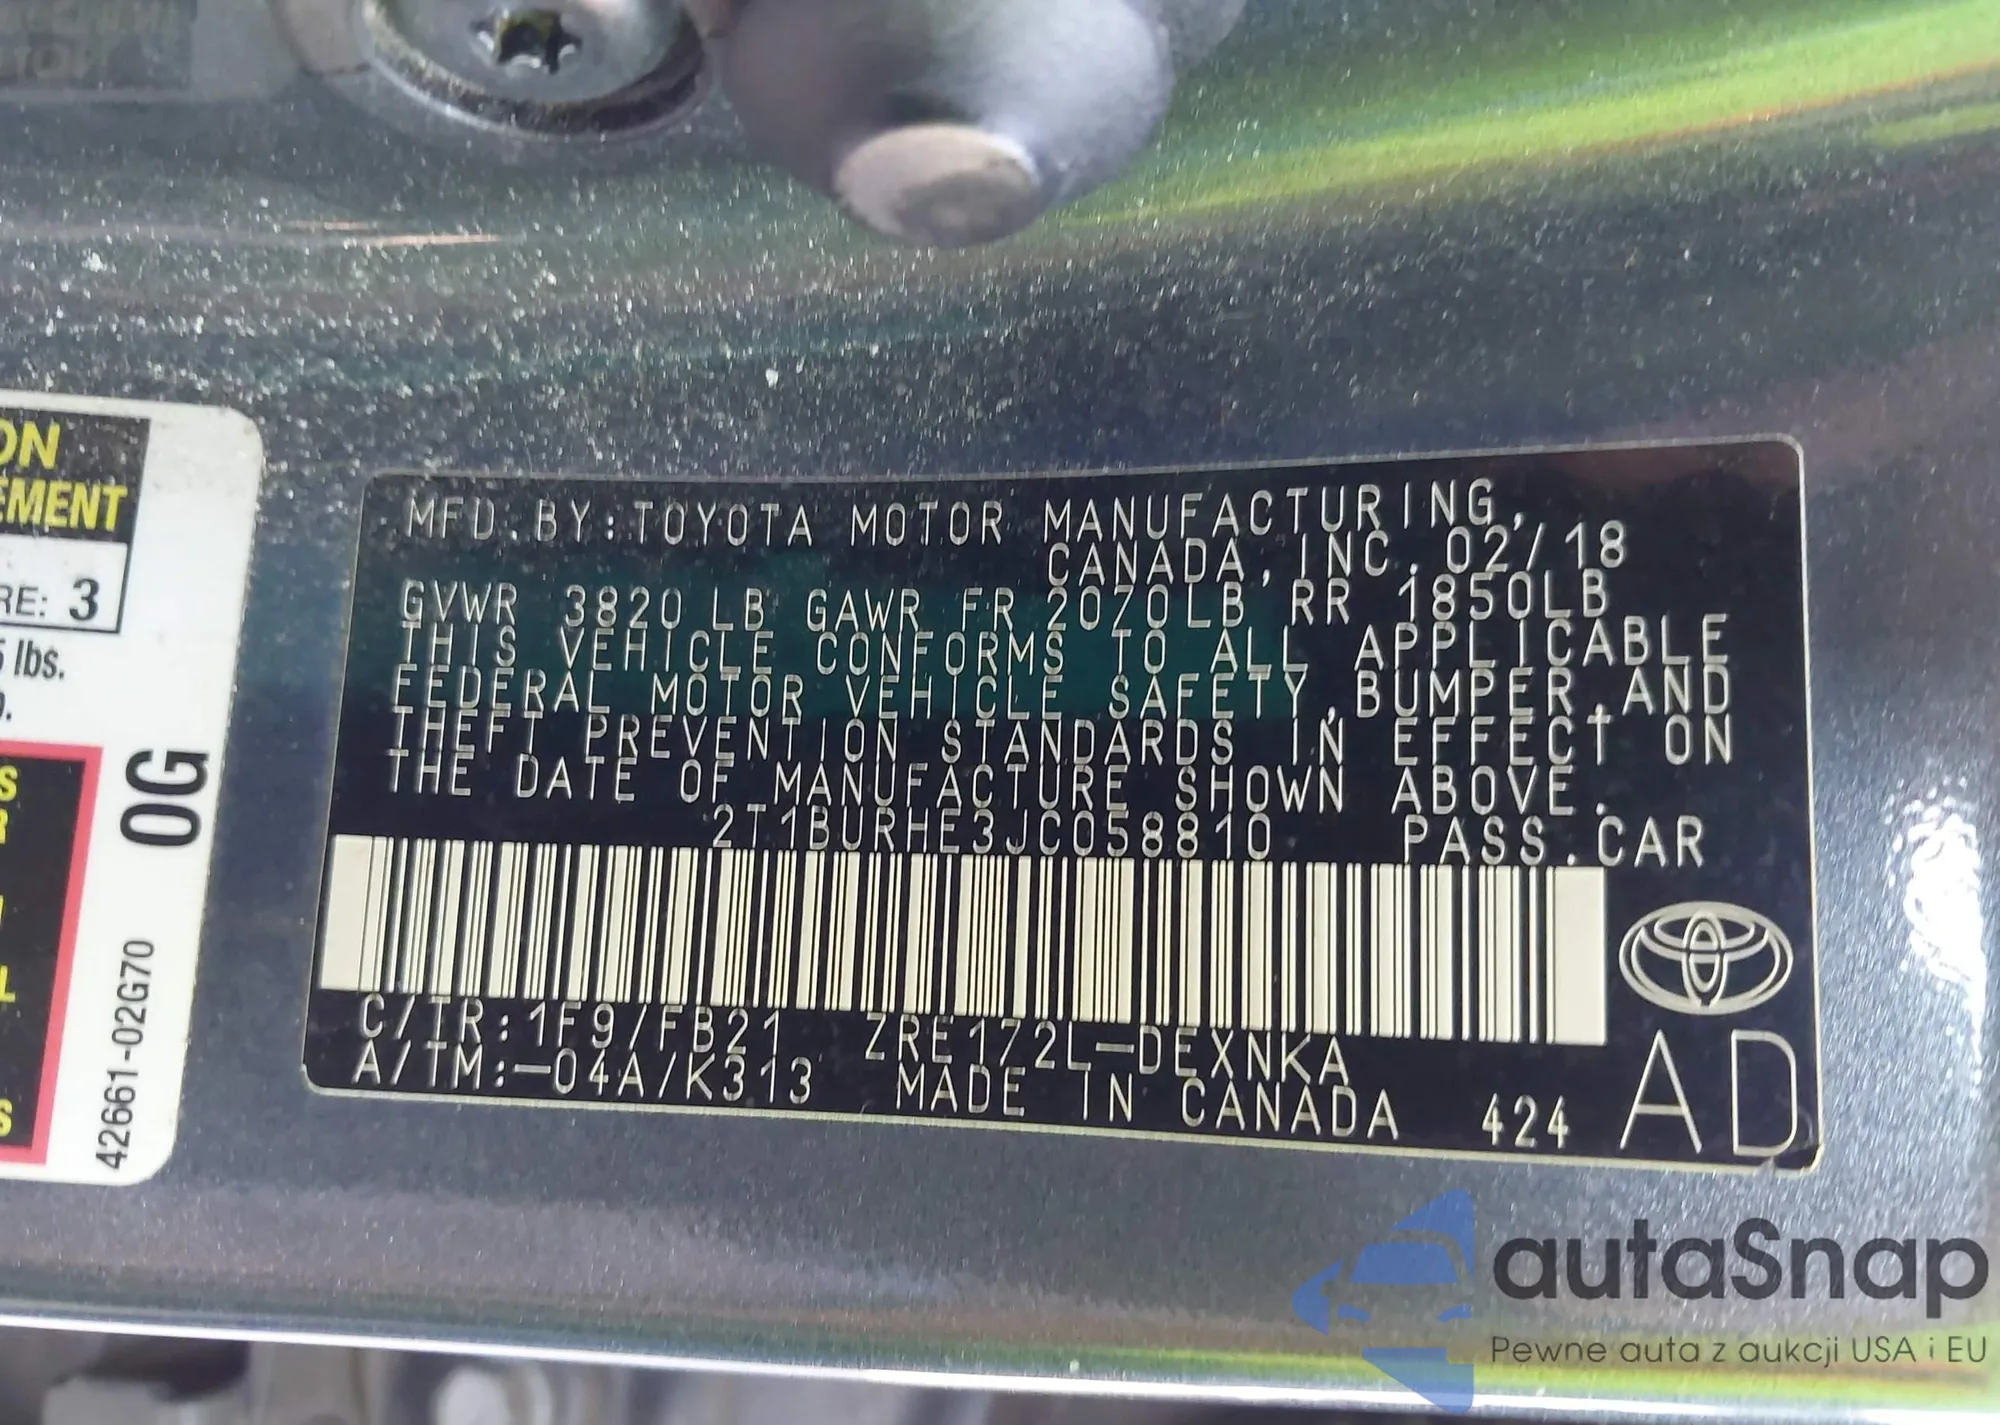 ON
EMENT
RE: 3
5 lbs.
0G
42661-02G70
MFD.BY:TOYOTA MOTOR MANUFACTURING,
CANADA,INC.02/18
GVWR 3820LB GAWR FR 2070LB RR 1850LB
THIS VEHICLE CONFORMS TO ALL APPLICABLE
FEDERAL MOTOR VEHICLE SAFETY,BUMPER,AND
THEFT PREVENTION STANDARDS IN EFFECT ON
THE DATE OF MANUFACTURE SHOWN ABOVE.
2T1BURHE3JC058810 PASS.CAR
C/TR:1F9/FB21 ZRE172L-DEXNKA
A/TM:-04A/K313 MADE IN CANADA 424 AD
autaSnap
Pewne auta z aukcji USA i EU